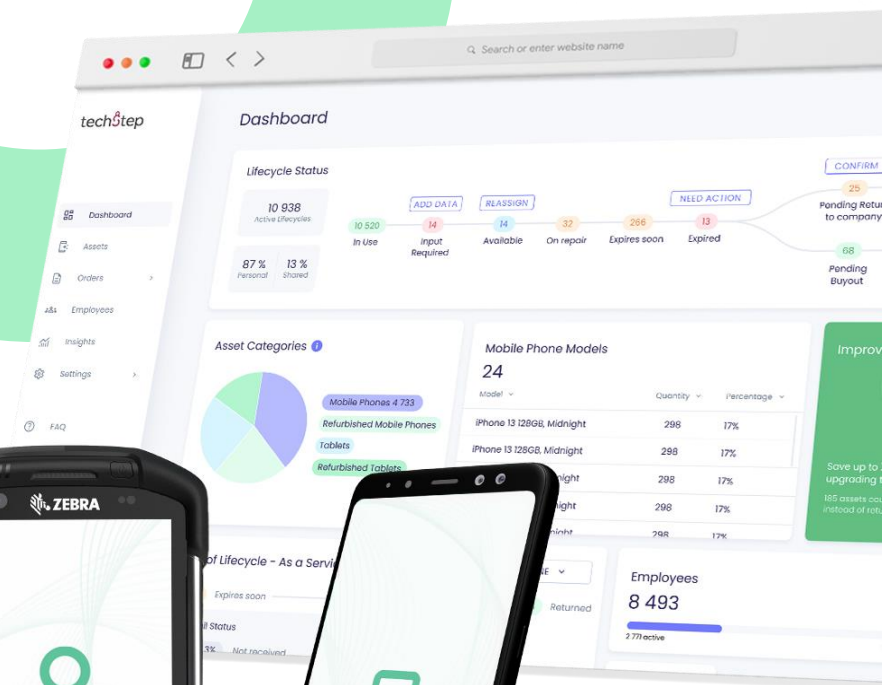 Search or enter website name
techstep
Dashboard
Dashboard
Assets
Orders
Employees
Insights
Settings
FAQ
Lifecycle Status
10 938
Active Lifecycles
87 %
Personal
13 %
Shared
10 520
In Use
ADD DATA
14
Input
Required
REASSIGN
14
Available
32
On repair
266
Expires soon
NEED ACTION
13
Expired
CONFIRM
25
Pending Retur
to company
68
Pending
Buyout
Asset Categories
Mobile Phones 4 733
Refurbished Mobile Phones
Tablets
Refurbished Tablets
Mobile Phone Models
24
Model Quantity Percentage
iPhone 13 128GB, Midnight 298 17%
iPhone 13 128GB, Midnight 298 17%
night 298 17%
night 298 17%
night 298 17%
Improv
Save up to
upgrading t
185 assets cou
instead of retu
of Lifecycle - As a Servi
Expires soon
Status
3%
Not received
Returned
Employees
8 493
2 771 active
ZEBRA